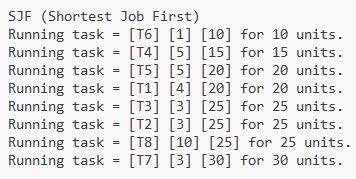 SJF (Shortest Job First)
Running task = [T6] [1] [10] for 10 units.
Running task = [T4] [5] [15] for 15 units.
Running task = [T5] [5] [20] for 20 units.
Running task = [T1] [4] [20] for 20 units.
Running task = [T3] [3] [25] for 25 units.
Running task = [T2] [3] [25] for 25 units.
Running task = [T8] [10] [25] for 25 units.
Running task = [T7] [3] [30] for 30 units.